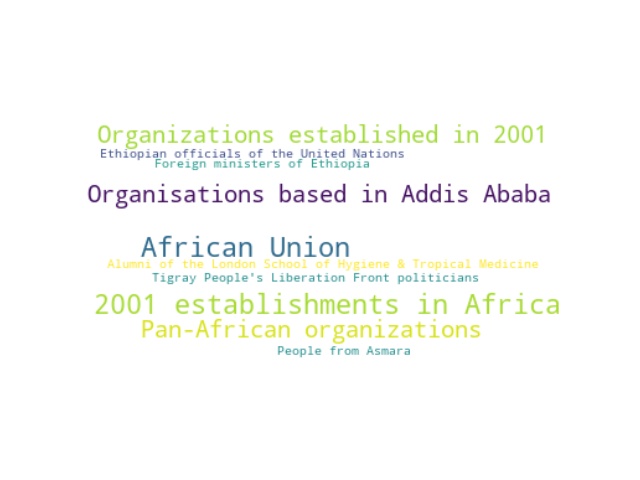 Organizations established in 2001
Ethiopian officials of the United Nations
Foreign ministers of Ethiopia
Organisations based in Addis Ababa
African Union
Alumni of the London School of Hygiene & Tropical Medicine
Tigray People's Liberation Front politicians
2001 establishments in Africa
Pan-African organizations
People from Asmara